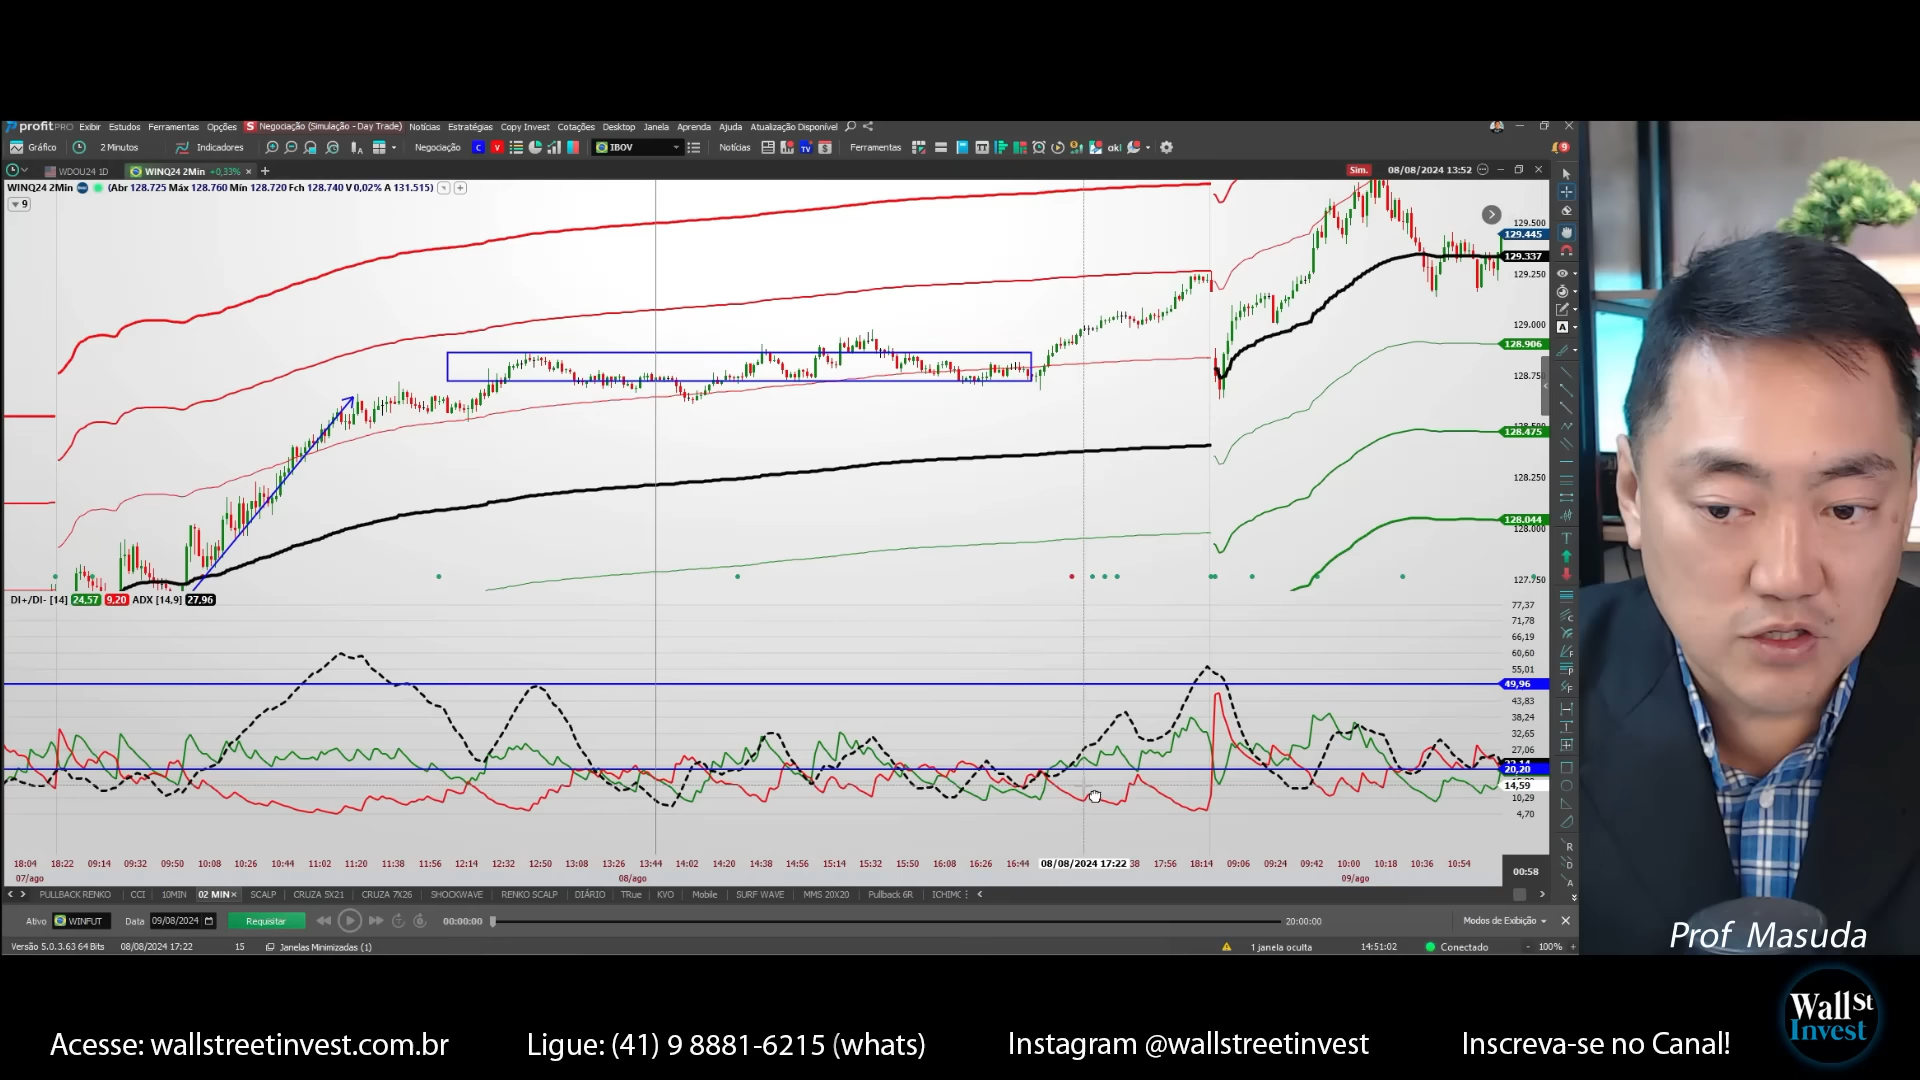 profitPRO Exibir Estudos Ferramentas Opções S Negociação (Simulação - Day Trade) Notícias Estratégias Copy Invest Cotações Desktop Janela Aprenda Ajuda Atualização Disponível
Gráfico 2 Minutos Indicadores Negociação C V IBOV Notícias TV Ferramentas 9
WDOU24 1D WINQ24 2Min +0,33% × + Sim. 08/08/2024 13:52
WINQ24 2Min (Abr 128.725 Máx 128.760 Mín 128.720 Fch 128.740 V 0,02% A 131.515)
9
129.500
129.445
129.337
129.250
129.000
128.906
128.750
128.475
128.250
128.044
128.000
127.750
DI+/DI- [14] 24,57 9,20 ADX [14,9] 27,96
77,37
71,78
66,19
60,60
55,01
49,96
43,83
38,24
32,65
27,06
20,20
14,59
10,29
4,70
18:04 18:22 09:14 09:32 09:50 10:08 10:26 10:44 11:02 11:20 11:38 11:56 12:14 12:32 12:50 13:08 13:26 13:44 14:02 14:20 14:38 14:56 15:14 15:32 15:50 16:08 16:26 16:44 08/08/2024 17:22 38 17:56 18:14 09:06 09:24 09:42 10:00 10:18 10:36 10:54 00:58
07/ago 08/ago 09/ago
PULLBACK RENKO CCI 10MIN 02 MIN× SCALP CRUZA 5X21 CRUZA 7X26 SHOCKWAVE RENKO SCALP DIÁRIO TRue KVO Mobile SURF WAVE MMS 20X20 Pullback 6R ICHIMC
Ativo WINFUT Data 09/08/2024 Requisitar 00:00:00 20:00:00 Modos de Exibição
Versão 5.0.3.63 64 Bits 08/08/2024 17:22 15 Janelas Minimizadas (1) 1 janela oculta 14:51:02 Conectado - 100% +
Prof Masuda
Wall St
Invest
Acesse: wallstreetinvest.com.br Ligue: (41) 9 8881-6215 (whats) Instagram @wallstreetinvest Inscreva-se no Canal!